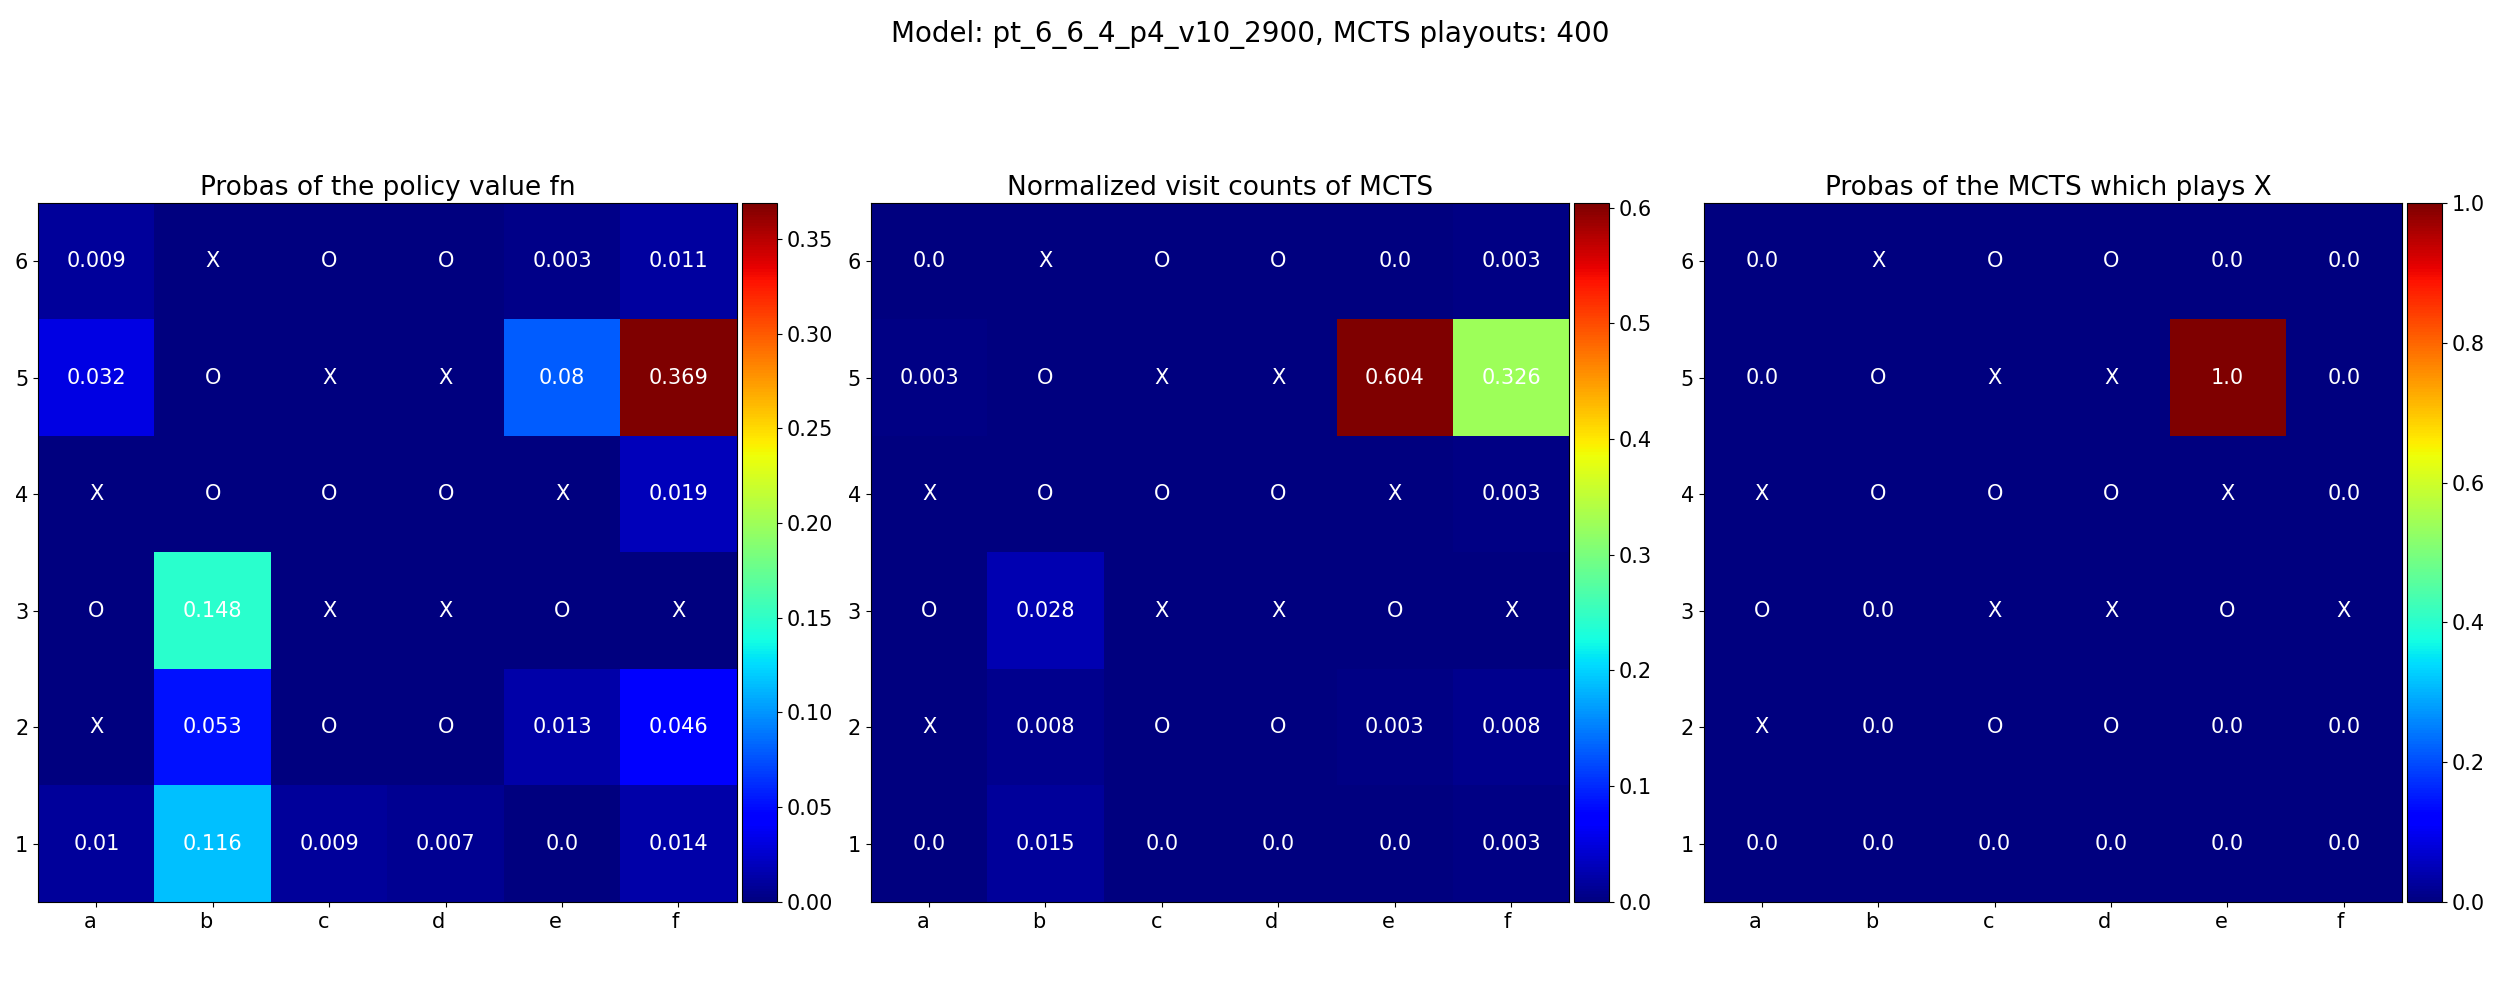 Model: pt_6_6_4_p4_v10_2900, MCTS playouts: 400
Probas of the policy value fn
6 0.009 X O O 0.003 0.011
5 0.032 O X X 0.08 0.369
4 X O O O X 0.019
3 O 0.148 X X O X
2 X 0.053 O O 0.013 0.046
1 0.01 0.116 0.009 0.007 0.0 0.014
a b c d e f
0.35
0.30
0.25
0.20
0.15
0.10
0.05
0.00
Normalized visit counts of MCTS
6 0.0 X O O 0.0 0.003
5 0.003 O X X 0.604 0.326
4 X O O O X 0.003
3 O 0.028 X X O X
2 X 0.008 O O 0.003 0.008
1 0.0 0.015 0.0 0.0 0.0 0.003
a b c d e f
0.6
0.5
0.4
0.3
0.2
0.1
0.0
Probas of the MCTS which plays X
6 0.0 X O O 0.0 0.0
5 0.0 O X X 1.0 0.0
4 X O O O X 0.0
3 O 0.0 X X O X
2 X 0.0 O O 0.0 0.0
1 0.0 0.0 0.0 0.0 0.0 0.0
a b c d e f
1.0
0.8
0.6
0.4
0.2
0.0